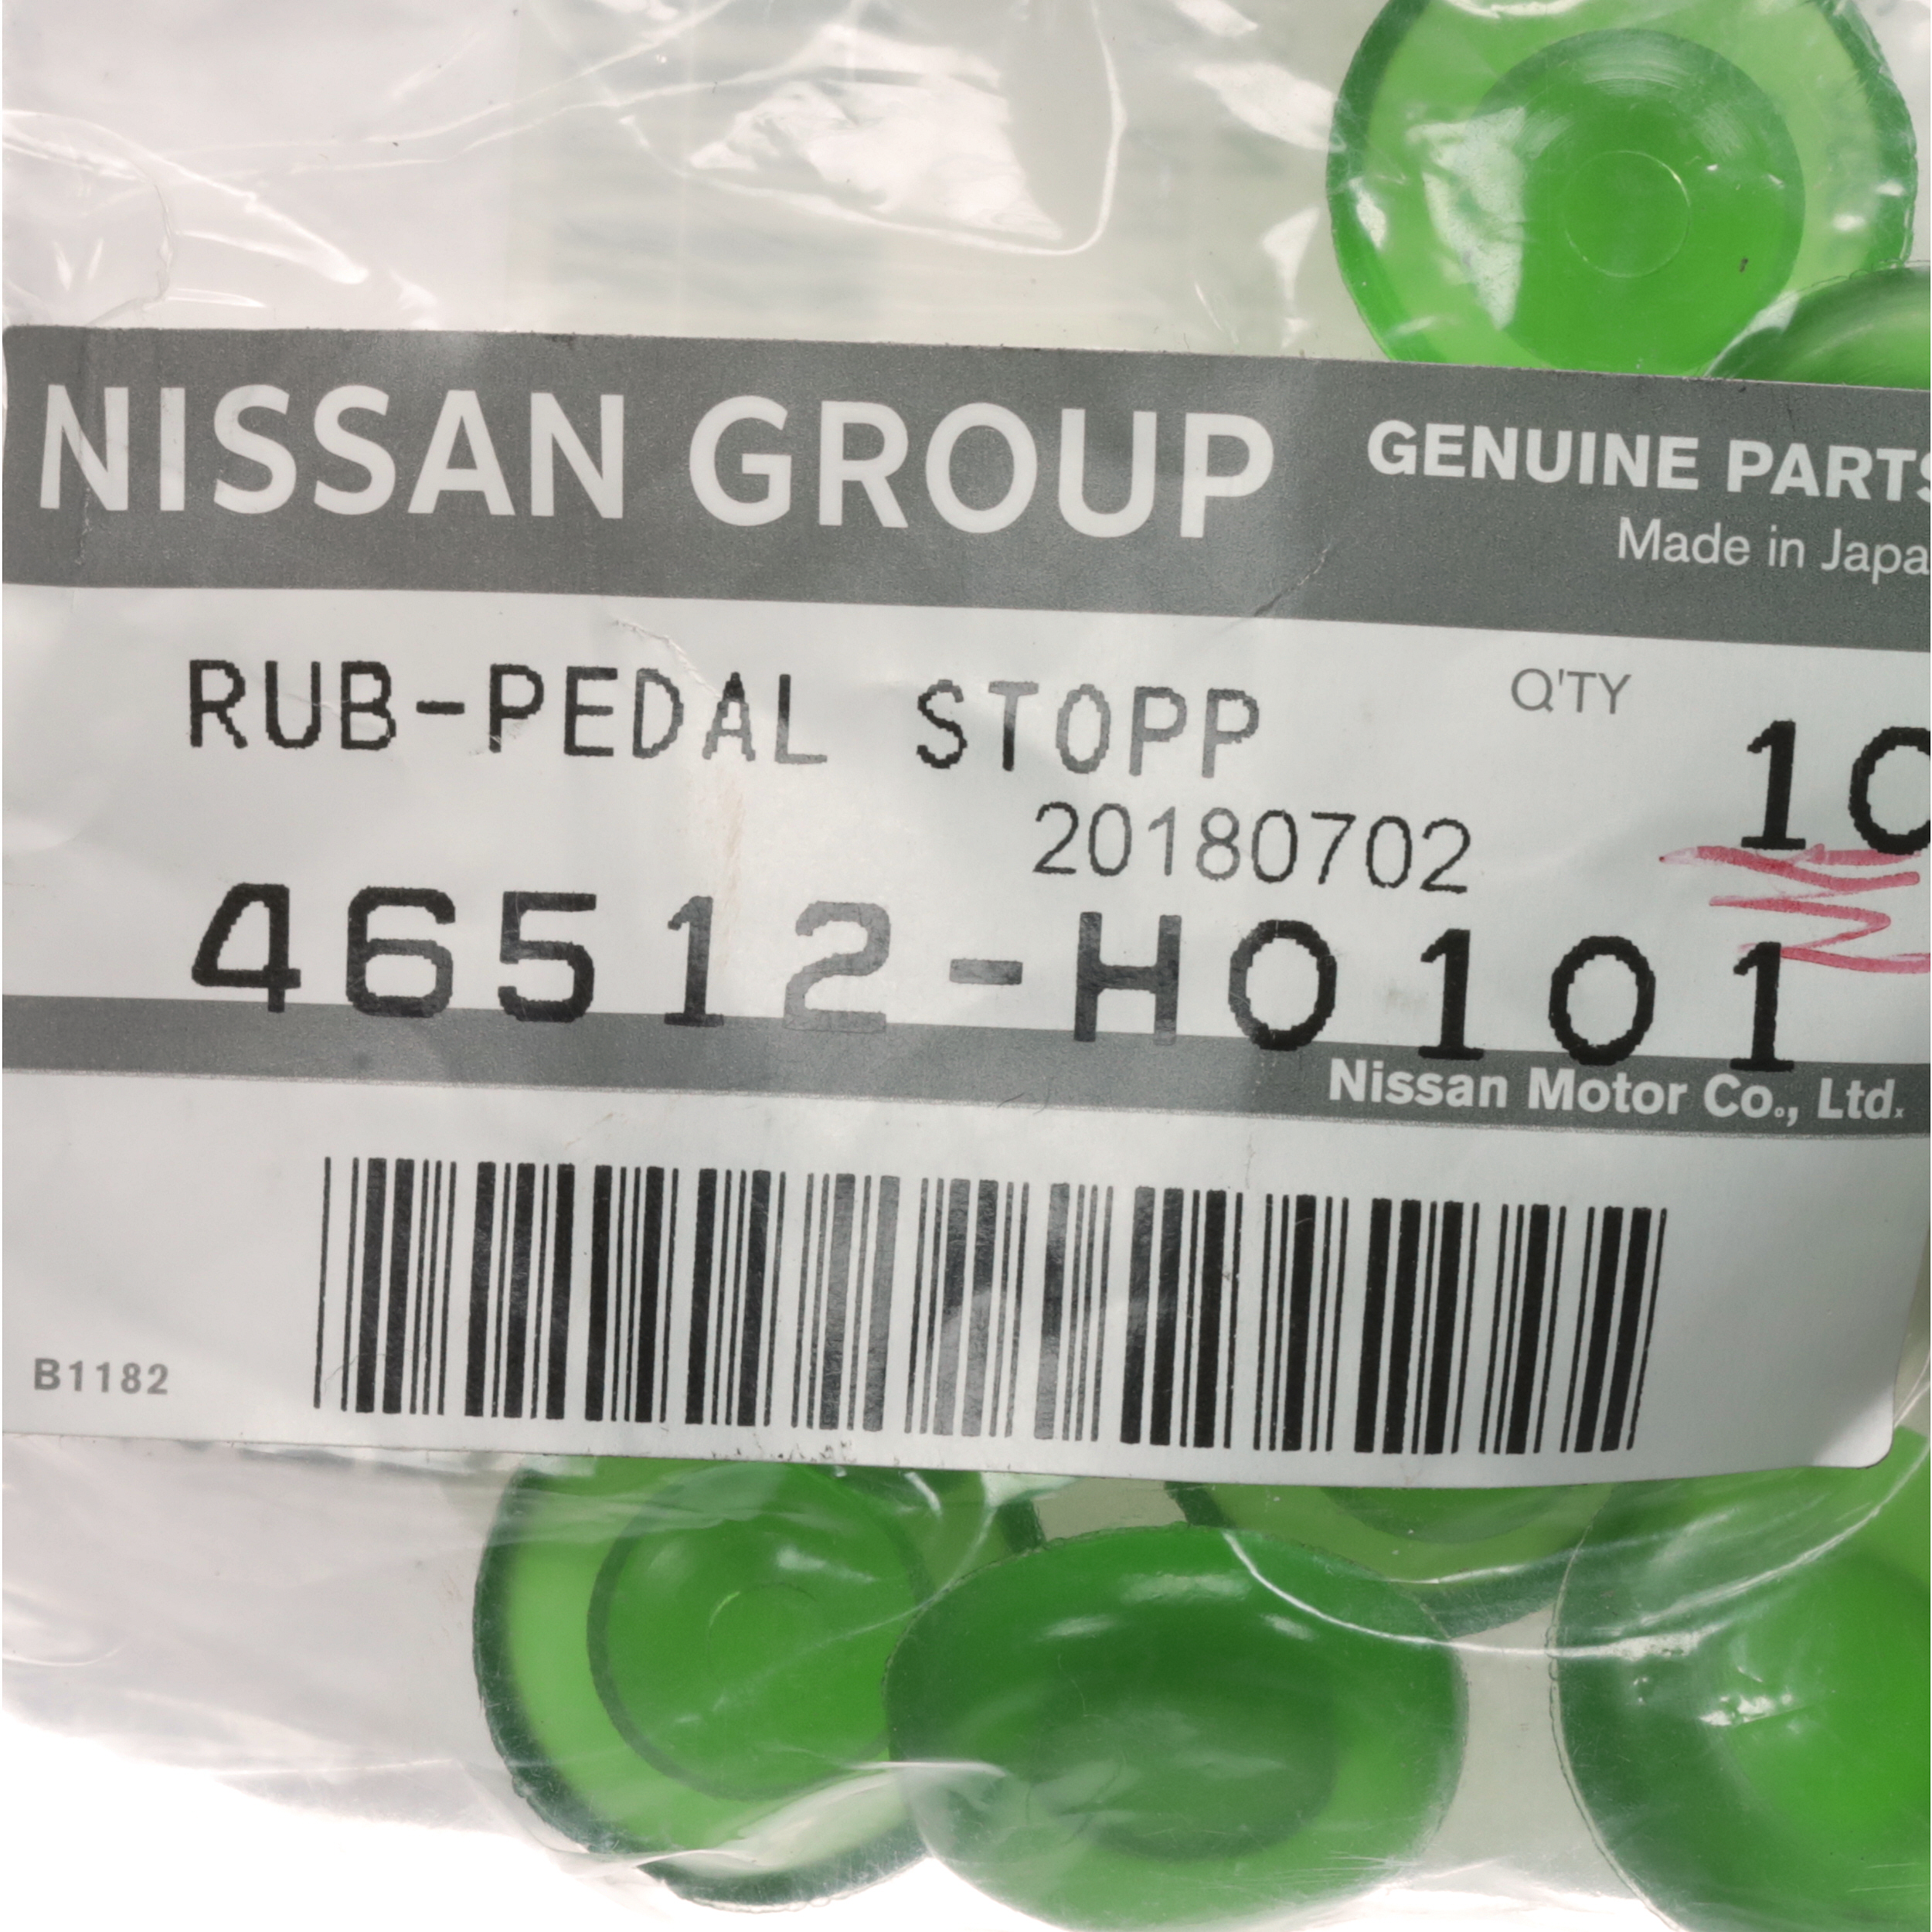 NISSAN GROUP
GENUINE PARTS
Made in Japa
RUB-PEDAL STOPP
Q'TY
10
20180702
46512-H0101
Nissan Motor Co., Ltd.
B1182